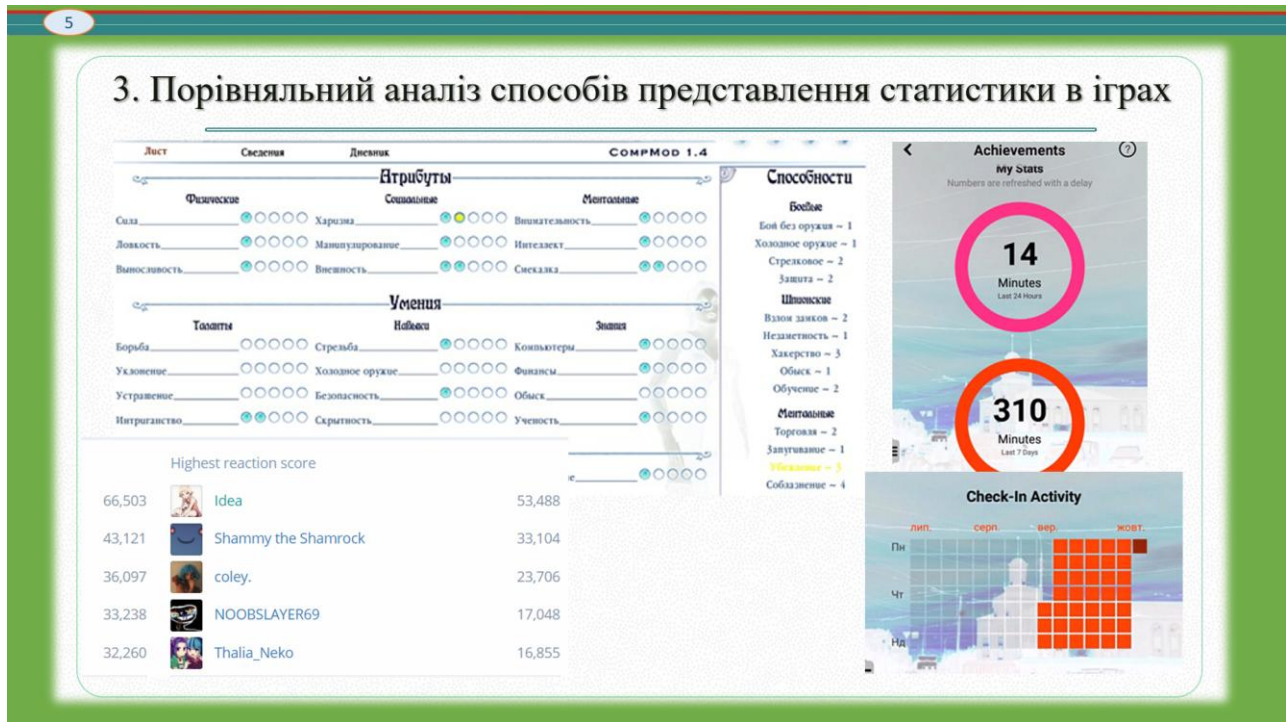 5
3. Порівняльний аналіз способів представлення статистики в іграх
Лист Сведения Дневник COMPMOD 1.4
Атрибуты
Физические Социальные Ментальные
Сила Харизма Внимательность
Ловкость Манипулирование Интеллект
Выносливость Внешность Смекалка
Умения
Таланты Навыки Знания
Борьба Стрельба Компьютеры
Уклонение Холодное оружие Финансы
Устрашение Безопасность Обыск
Интриганство Скрытность Ученость
Способности
Боевые
Бой без оружия ~ 1
Холодное оружие ~ 1
Стрелковое ~ 2
Защита ~ 2
Шпионские
Взлом замков ~ 2
Незаметность ~ 1
Хакерство ~ 3
Обыск ~ 1
Обучение ~ 2
Ментальные
Торговля ~ 2
Запугивание ~ 1
Убеждение ~ 3
Соблазнение ~ 4
Highest reaction score
66,503 Idea 53,488
43,121 Shammy the Shamrock 33,104
36,097 coley. 23,706
33,238 NOOBSLAYER69 17,048
32,260 Thalia_Neko 16,855
Achievements ?
My Stats
Numbers are refreshed with a delay
14
Minutes
Last 24 Hours
310
Minutes
Last 7 Days
Check-In Activity
лип. серп. вер. жовт.
Пн
Чт
Нд